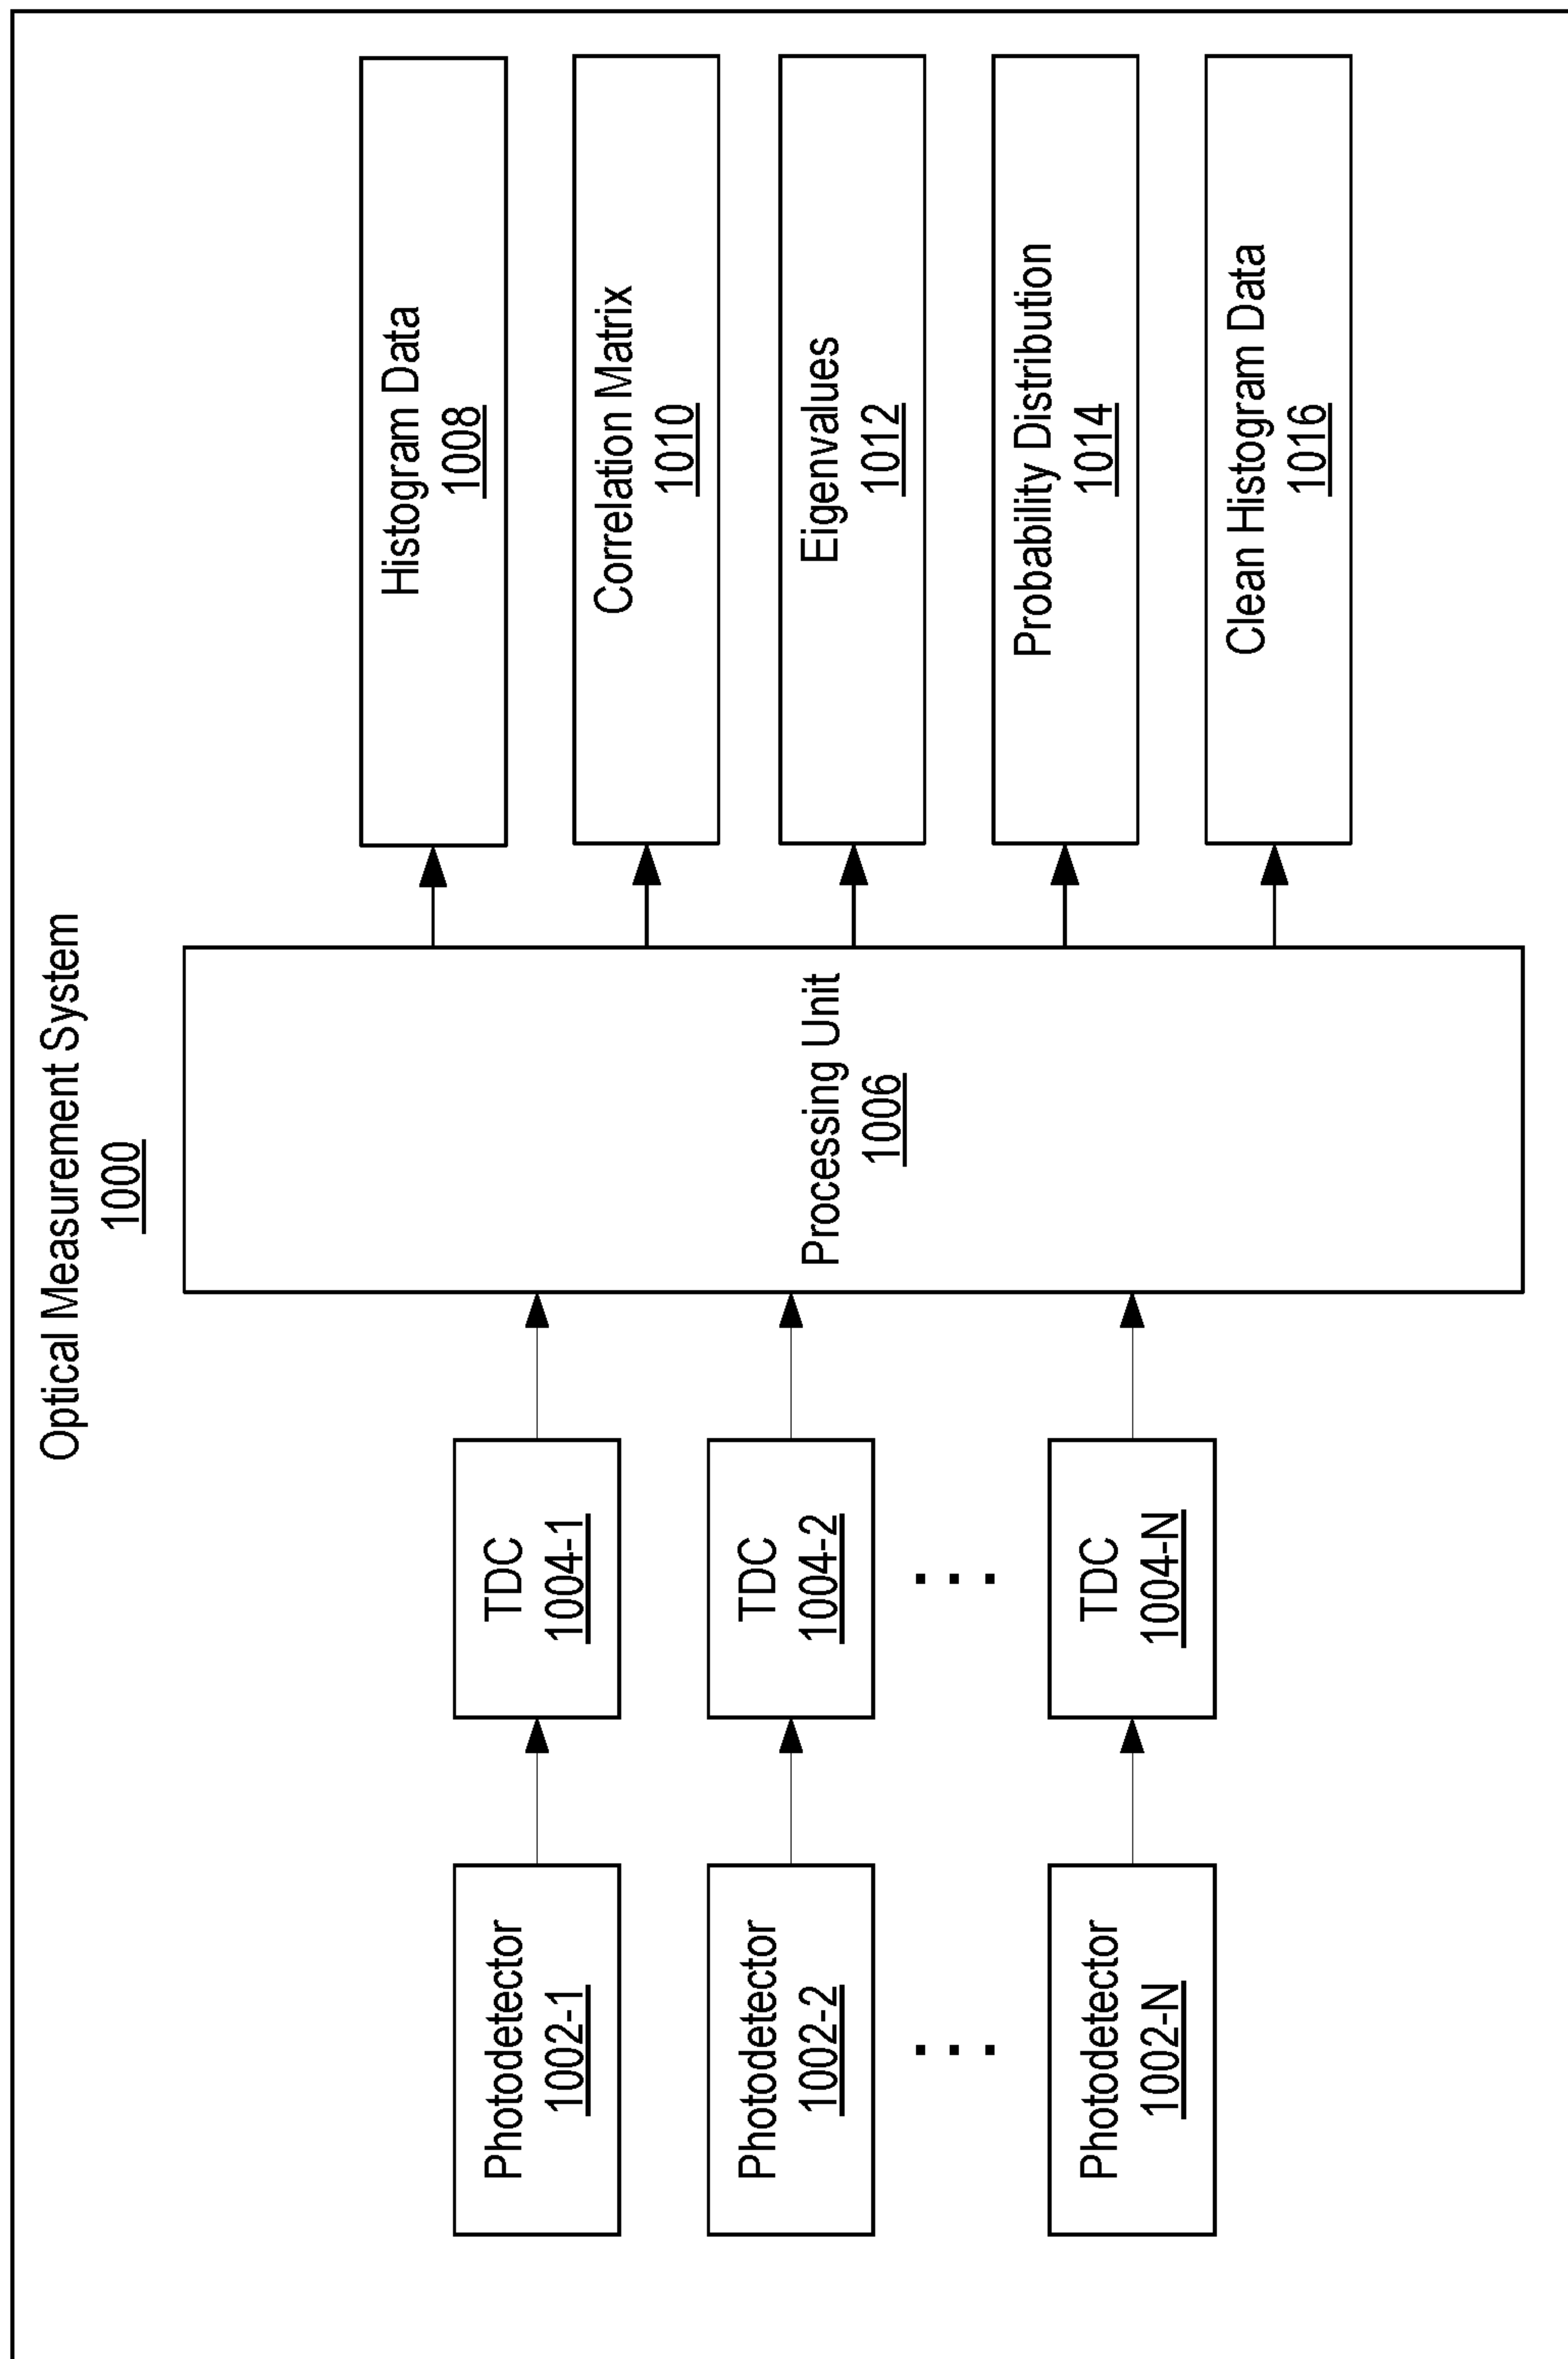 Optical Measurement System
1000
Photodetector
1002-1
TDC
1004-1
Photodetector
1002-2
TDC
1004-2
. . .
. . .
Photodetector
1002-N
TDC
1004-N
Processing Unit
1006
Histogram Data
1008
Correlation Matrix
1010
Eigenvalues
1012
Probability Distribution
1014
Clean Histogram Data
1016